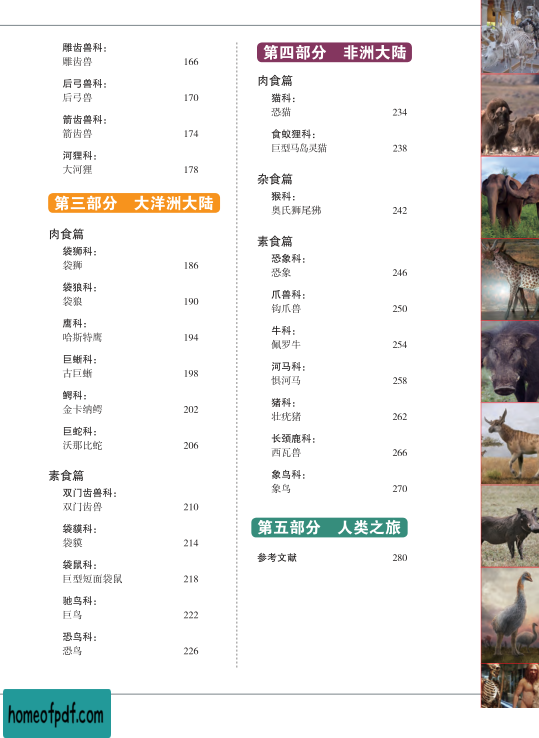 雕齿兽科：
雕齿兽 166
后弓兽科：
后弓兽 170
箭齿兽科：
箭齿兽 174
河狸科：
大河狸 178
第三部分 大洋洲大陆
肉食篇
袋狮科：
袋狮 186
袋狼科：
袋狼 190
鹰科：
哈斯特鹰 194
巨蜥科：
古巨蜥 198
鳄科：
金卡纳鳄 202
巨蛇科：
沃那比蛇 206
素食篇
双门齿兽科：
双门齿兽 210
袋貘科：
袋貘 214
袋鼠科：
巨型短面袋鼠 218
驰鸟科：
巨鸟 222
恐鸟科：
恐鸟 226
第四部分 非洲大陆
肉食篇
猫科：
恐猫 234
食蚁狸科：
巨型马岛灵猫 238
杂食篇
猴科：
奥氏狮尾狒 242
素食篇
恐象科：
恐象 246
爪兽科：
钩爪兽 250
牛科：
佩罗牛 254
河马科：
惧河马 258
猪科：
壮疣猪 262
长颈鹿科：
西瓦兽 266
象鸟科：
象鸟 270
第五部分 人类之旅
参考文献 280
homeofpdf.com